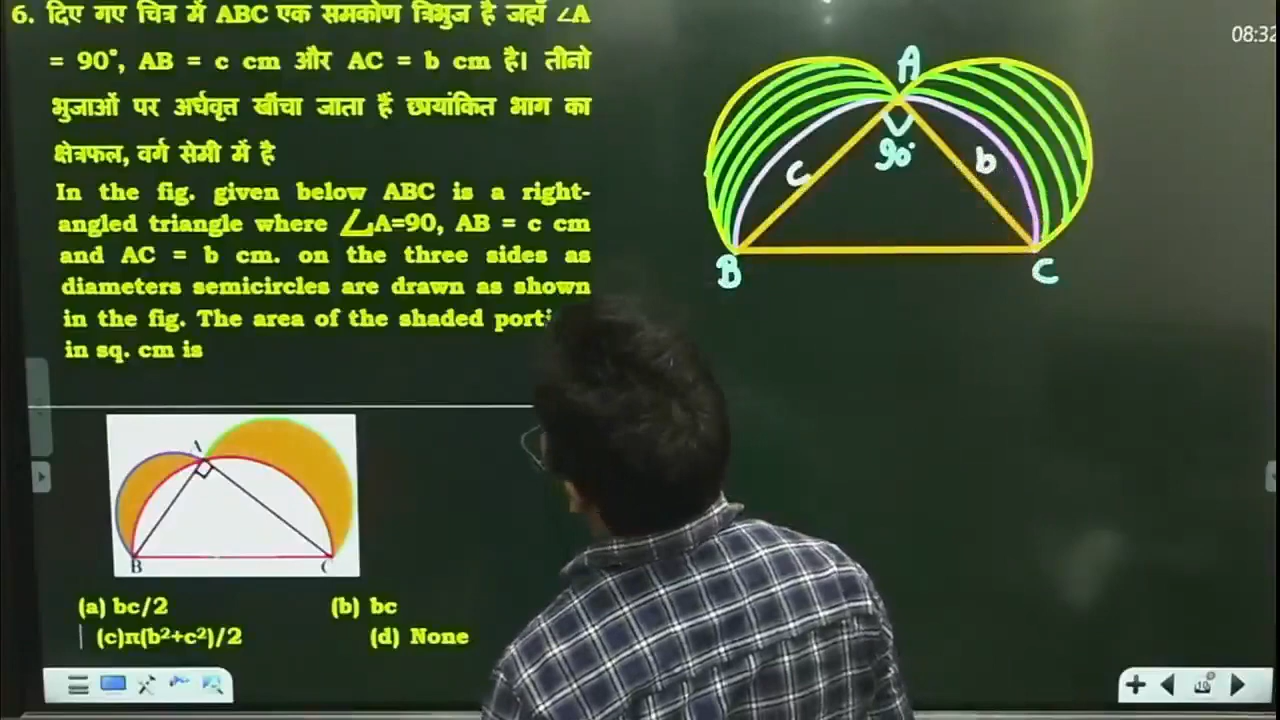 6. दिए गए चित्र में ABC एक समकोण त्रिभुज है जहाँ ∠A
= 90°, AB = c cm और AC = b cm है। तीनो
भुजाओं पर अर्धवृत्त खींचा जाता हैं छायांकित भाग का
क्षेत्रफल, वर्ग सेमी में है
In the fig. given below ABC is a right-
angled triangle where ∠A=90, AB = c cm
and AC = b cm. on the three sides as
diameters semicircles are drawn as shown
in the fig. The area of the shaded
in sq. cm is
A
B C
(a) bc/2 (b) bc
(c)π(b²+c²)/2 (d) None
08:32
A
90°
c b
B C